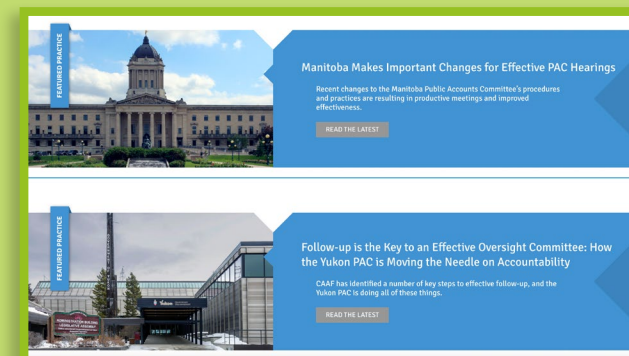 FEATURED PRACTICE
Manitoba Makes Important Changes for Effective PAC Hearings
Recent changes to the Manitoba Public Accounts Committee's procedures
and practices are resulting in productive meetings and improved
effectiveness.
READ THE LATEST
FEATURED PRACTICE
Follow-up is the Key to an Effective Oversight Committee: How
the Yukon PAC is Moving the Needle on Accountability
CAAF has identified a number of key steps to effective follow-up, and the
Yukon PAC is doing all of these things.
READ THE LATEST
Yukon
ADMINISTRATION BUILDING
LEGISLATIVE ASSEMBLY